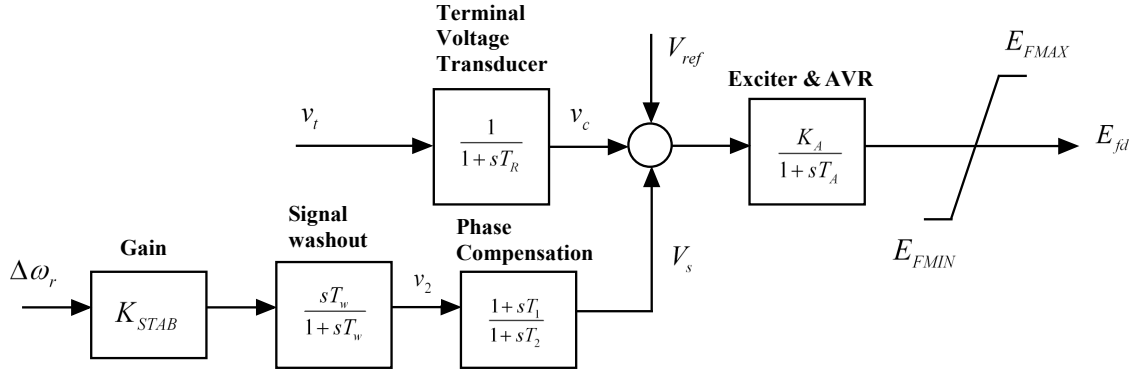 Terminal
Voltage
Transducer
v_t
1
1 + sT_R
v_c
V_ref
Exciter & AVR
K_A
1 + sT_A
E_FMAX
E_fd
E_FMIN
Gain
Δω_r
K_STAB
Signal
washout
sT_w
1 + sT_w
v_2
Phase
Compensation
1 + sT_1
1 + sT_2
V_s